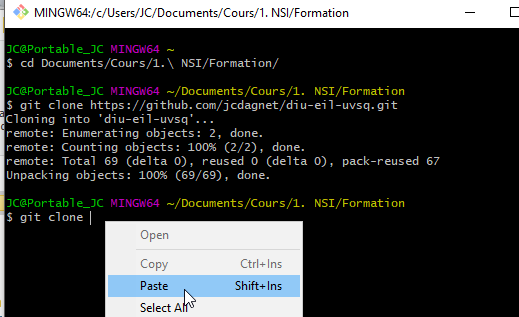 MINGW64:/c/Users/JC/Documents/Cours/1. NSI/Formation
JC@Portable_JC MINGW64 ~
$ cd Documents/Cours/1.\ NSI/Formation/
JC@Portable_JC MINGW64 ~/Documents/Cours/1. NSI/Formation
$ git clone https://github.com/jcdagnet/diu-eil-uvsq.git
Cloning into 'diu-eil-uvsq'...
remote: Enumerating objects: 2, done.
remote: Counting objects: 100% (2/2), done.
remote: Total 69 (delta 0), reused 0 (delta 0), pack-reused 67
Unpacking objects: 100% (69/69), done.
JC@Portable_JC MINGW64 ~/Documents/Cours/1. NSI/Formation
$ git clone
Open
Copy Ctrl+Ins
Paste Shift+Ins
Select All